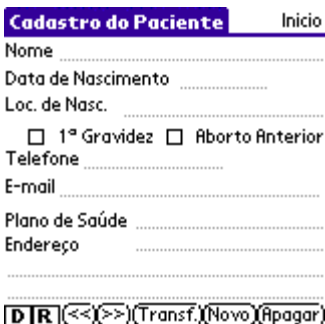 Cadastro do Paciente Inicio
Nome
Data de Nascimento
Loc. de Nasc.
1ª Gravidez Aborto Anterior
Telefone
E-mail
Plano de Saúde
Endereço
D R << >> Transf. Novo Apagar